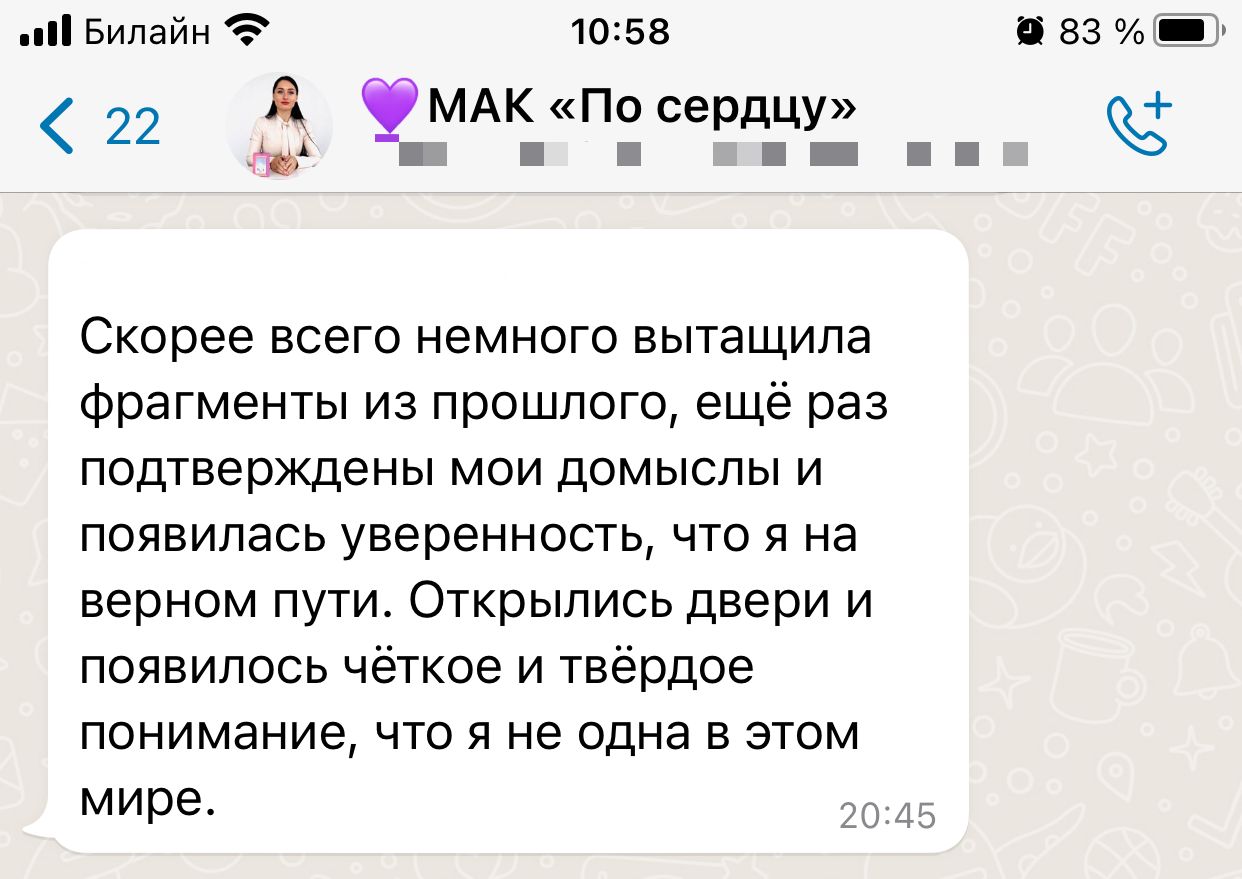 Билайн 10:58 83 %
22 МАК «По сердцу»
Скорее всего немного вытащила
фрагменты из прошлого, ещё раз
подтверждены мои домыслы и
появилась уверенность, что я на
верном пути. Открылись двери и
появилось чёткое и твёрдое
понимание, что я не одна в этом
мире.
20:45